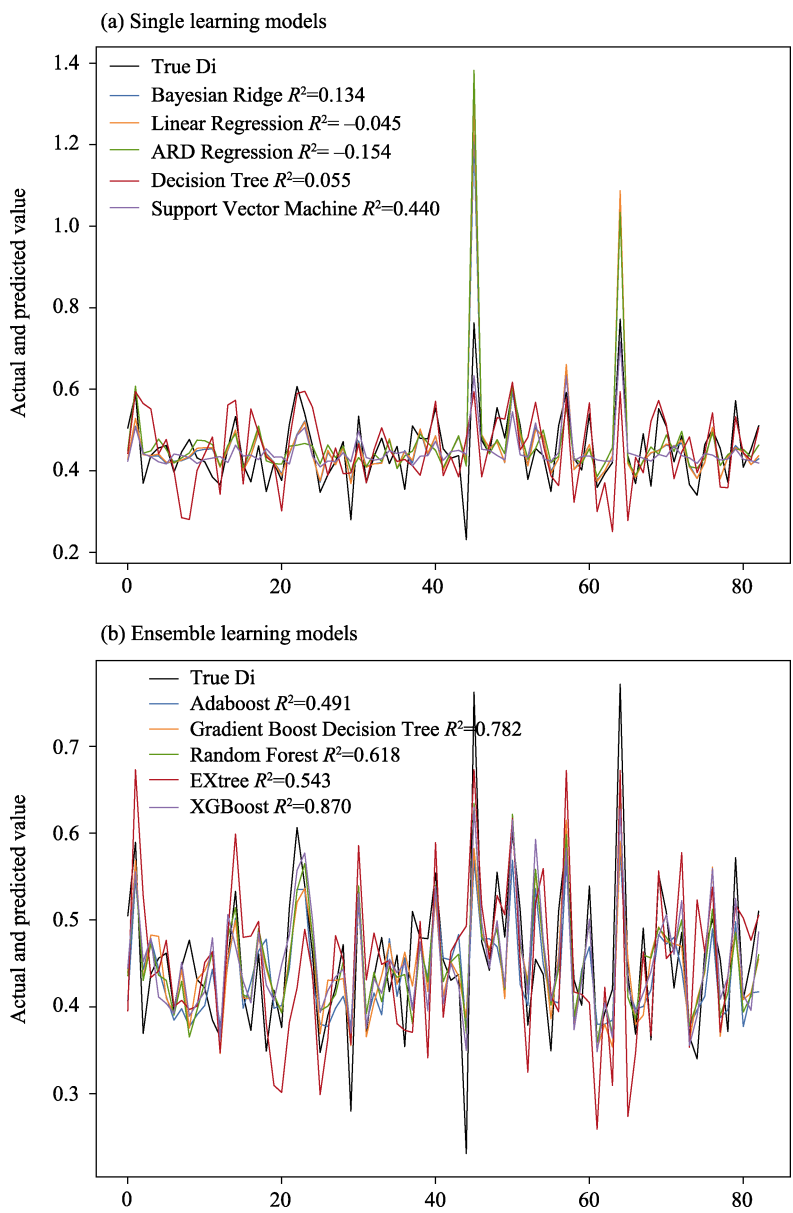 (a) Single learning models
1.4
1.2
1.0
0.8
0.6
0.4
0.2
Actual and predicted value
True Di
Bayesian Ridge R²=0.134
Linear Regression R²= –0.045
ARD Regression R²= –0.154
Decision Tree R²=0.055
Support Vector Machine R²=0.440
0 20 40 60 80
(b) Ensemble learning models
0.7
0.6
0.5
0.4
0.3
Actual and predicted value
True Di
Adaboost R²=0.491
Gradient Boost Decision Tree R²=0.782
Random Forest R²=0.618
EXtree R²=0.543
XGBoost R²=0.870
0 20 40 60 80